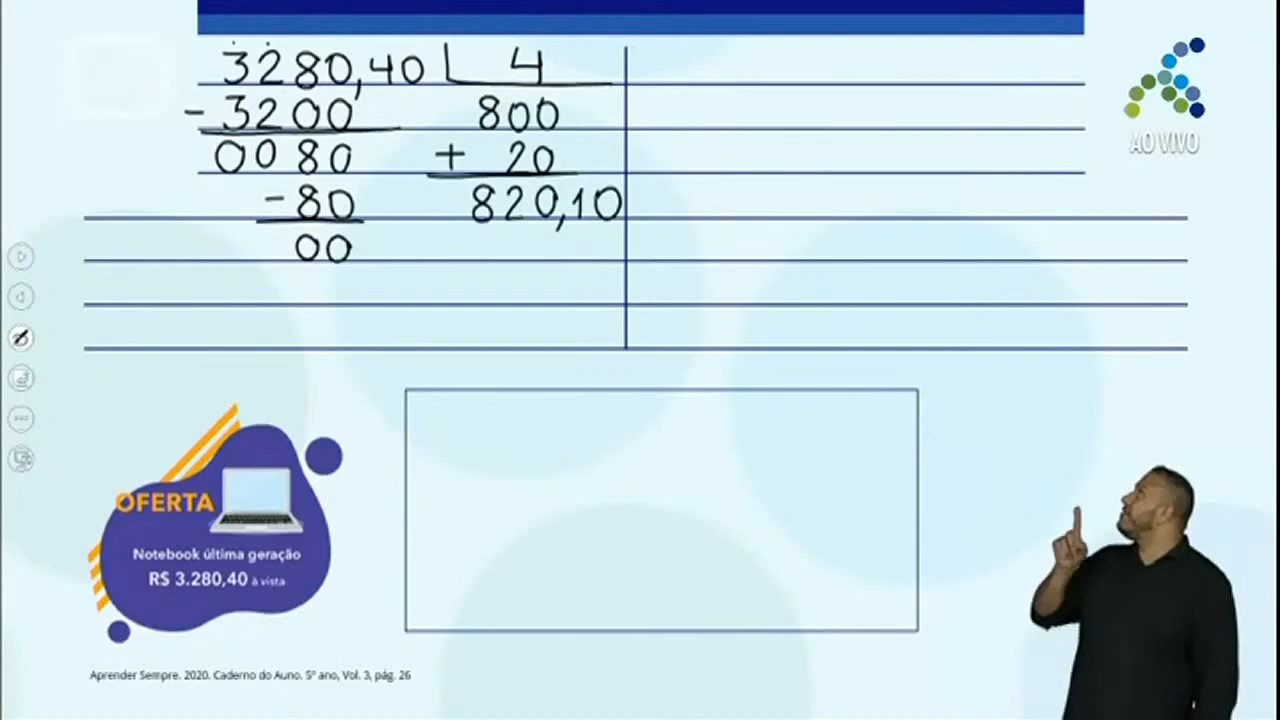 3280,40 4
- 3200 800
0080 + 20
- 80 820,10
00
AO VIVO
OFERTA
Notebook última geração
R$ 3.280,40 à vista
Aprender Sempre. 2020. Caderno do Auno. 5º ano, Vol. 3, pág. 26